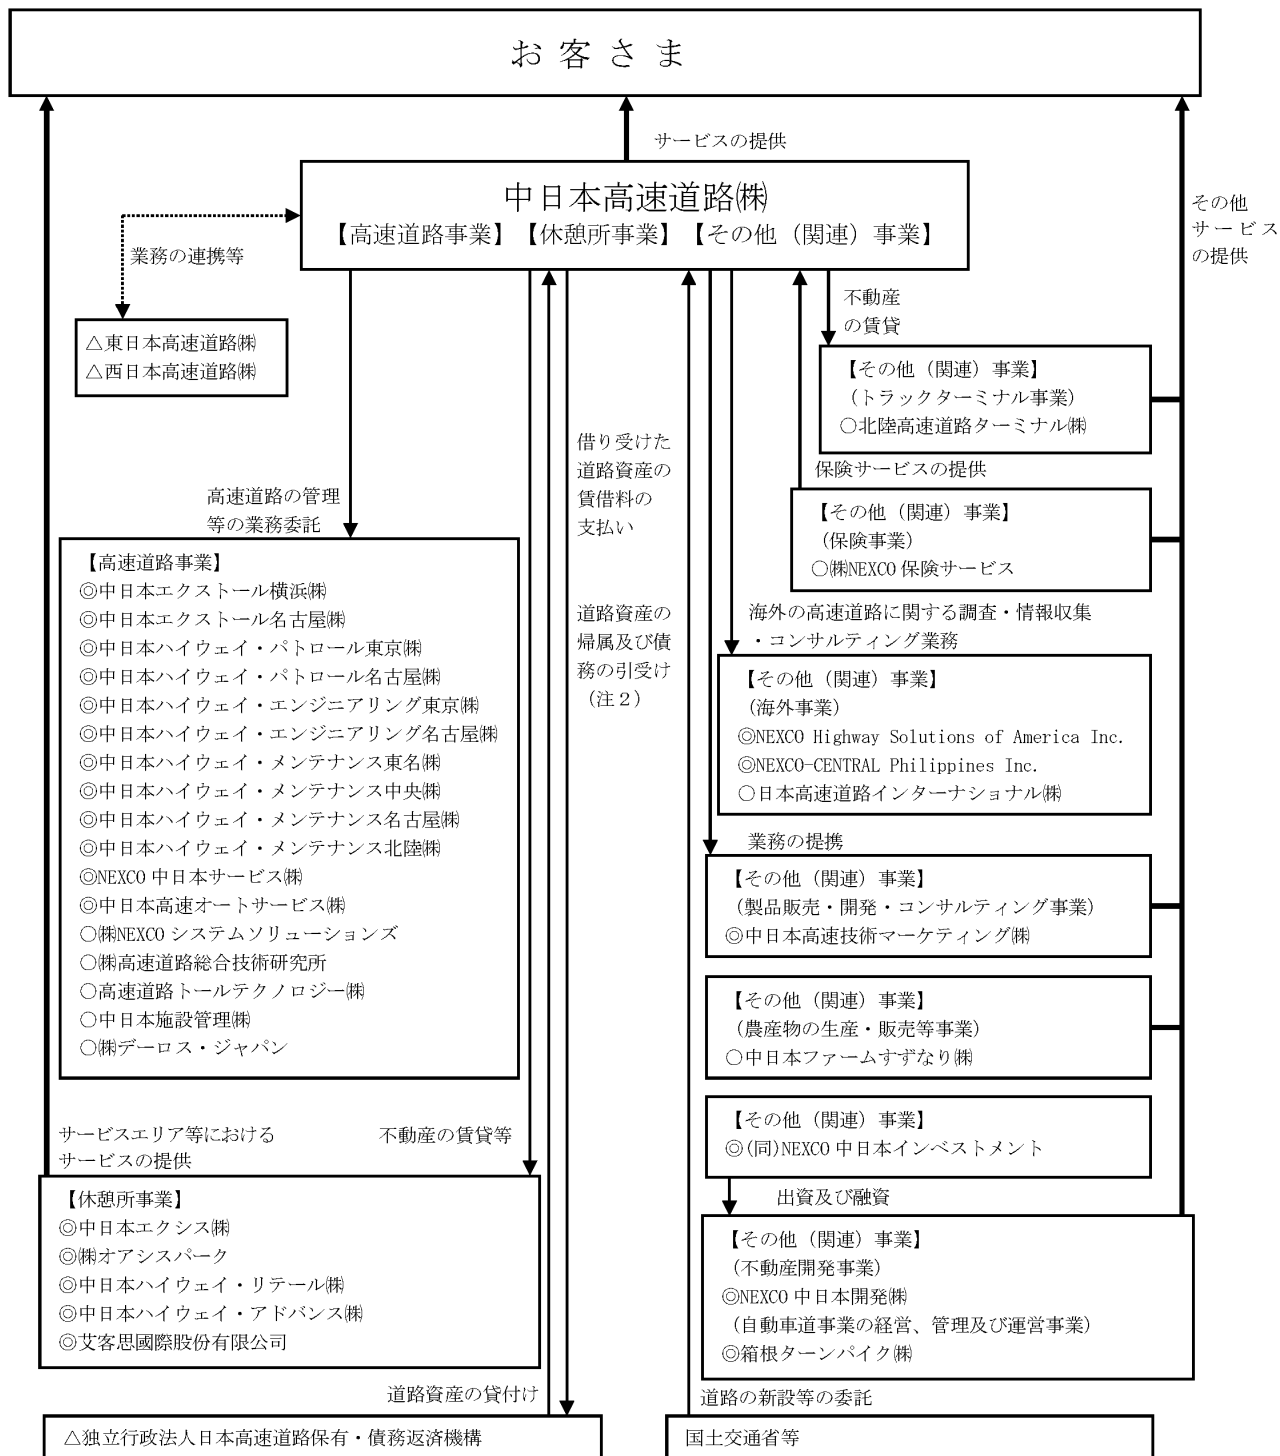 お客さま
サービスの提供
中日本高速道路㈱
【高速道路事業】【休憩所事業】【その他（関連）事業】
その他
サービス
の提供
業務の連携等
△東日本高速道路㈱
△西日本高速道路㈱
不動産
の賃貸
【その他（関連）事業】
（トラックターミナル事業）
○北陸高速道路ターミナル㈱
保険サービスの提供
【その他（関連）事業】
（保険事業）
○㈱NEXCO 保険サービス
借り受けた
道路資産の
賃借料の
支払い
道路資産の
帰属及び債
務の引受け
（注２）
高速道路の管理
等の業務委託
【高速道路事業】
◎中日本エクストール横浜㈱
◎中日本エクストール名古屋㈱
◎中日本ハイウェイ・パトロール東京㈱
◎中日本ハイウェイ・パトロール名古屋㈱
◎中日本ハイウェイ・エンジニアリング東京㈱
◎中日本ハイウェイ・エンジニアリング名古屋㈱
◎中日本ハイウェイ・メンテナンス東名㈱
◎中日本ハイウェイ・メンテナンス中央㈱
◎中日本ハイウェイ・メンテナンス名古屋㈱
◎中日本ハイウェイ・メンテナンス北陸㈱
◎NEXCO 中日本サービス㈱
◎中日本高速オートサービス㈱
○㈱NEXCO システムソリューションズ
○㈱高速道路総合技術研究所
○高速道路トールテクノロジー㈱
○中日本施設管理㈱
○㈱デーロス・ジャパン
海外の高速道路に関する調査・情報収集
・コンサルティング業務
【その他（関連）事業】
（海外事業）
◎NEXCO Highway Solutions of America Inc.
◎NEXCO-CENTRAL Philippines Inc.
○日本高速道路インターナショナル㈱
業務の提携
【その他（関連）事業】
（製品販売・開発・コンサルティング事業）
◎中日本高速技術マーケティング㈱
【その他（関連）事業】
（農産物の生産・販売等事業）
○中日本ファームすずなり㈱
【その他（関連）事業】
◎(同)NEXCO 中日本インベストメント
出資及び融資
【その他（関連）事業】
（不動産開発事業）
◎NEXCO 中日本開発㈱
（自動車道事業の経営、管理及び運営事業）
◎箱根ターンパイク㈱
サービスエリア等における
サービスの提供
不動産の賃貸等
【休憩所事業】
◎中日本エクシス㈱
◎㈱オアシスパーク
◎中日本ハイウェイ・リテール㈱
◎中日本ハイウェイ・アドバンス㈱
◎艾客思國際股份有限公司
道路資産の貸付け
道路の新設等の委託
△独立行政法人日本高速道路保有・債務返済機構
国土交通省等